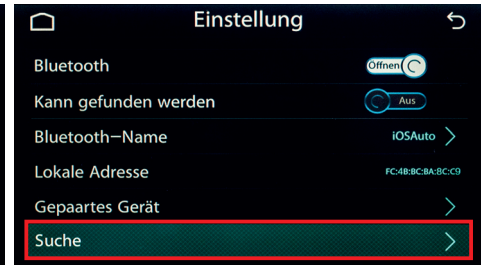 Einstellung
Bluetooth
Öffnen
Kann gefunden werden
Aus
Bluetooth-Name
iOSAuto
Lokale Adresse
FC:4B:BC:BA:8C:C9
Gepaartes Gerät
Suche